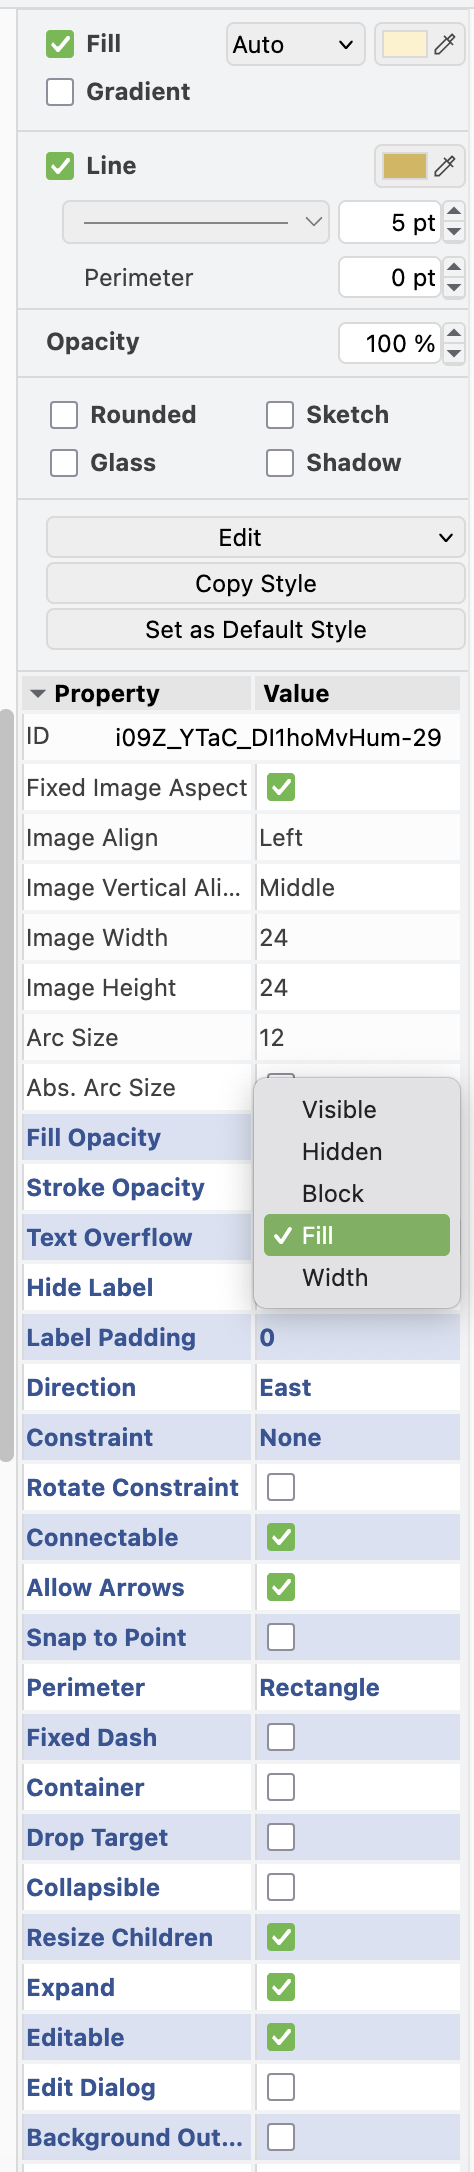 Fill Auto
Gradient
Line
5 pt
Perimeter 0 pt
Opacity 100 %
Rounded Sketch
Glass Shadow
Edit
Copy Style
Set as Default Style
Property Value
ID i09Z_YTaC_DI1hoMvHum-29
Fixed Image Aspect
Image Align Left
Image Vertical Ali... Middle
Image Width 24
Image Height 24
Arc Size 12
Abs. Arc Size
Visible
Fill Opacity
Hidden
Stroke Opacity
Block
Text Overflow
Fill
Hide Label
Width
Label Padding 0
Direction East
Constraint None
Rotate Constraint
Connectable
Allow Arrows
Snap to Point
Perimeter Rectangle
Fixed Dash
Container
Drop Target
Collapsible
Resize Children
Expand
Editable
Edit Dialog
Background Out...